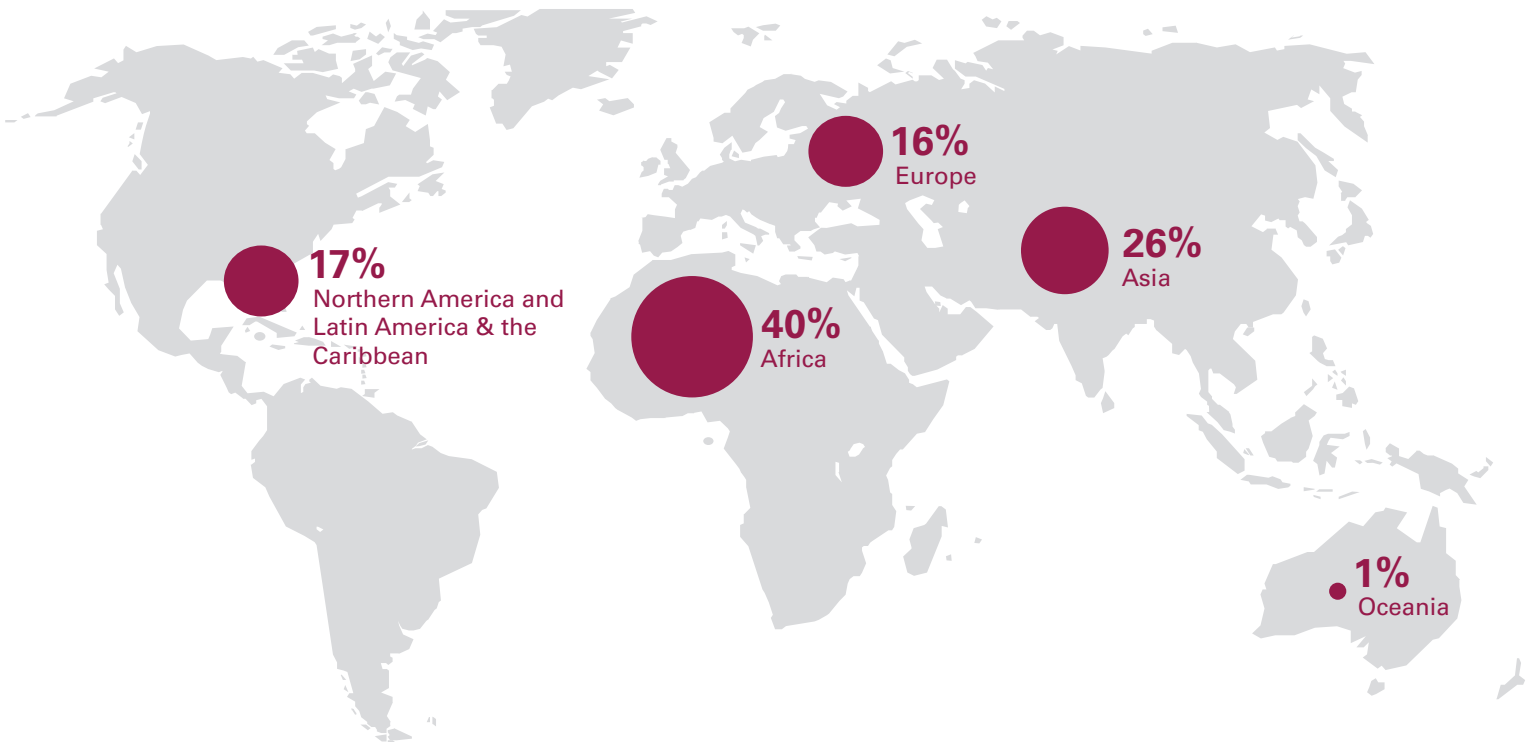 16%
Europe
26%
Asia
17%
Northern America and
Latin America & the
Caribbean
40%
Africa
1%
Oceania